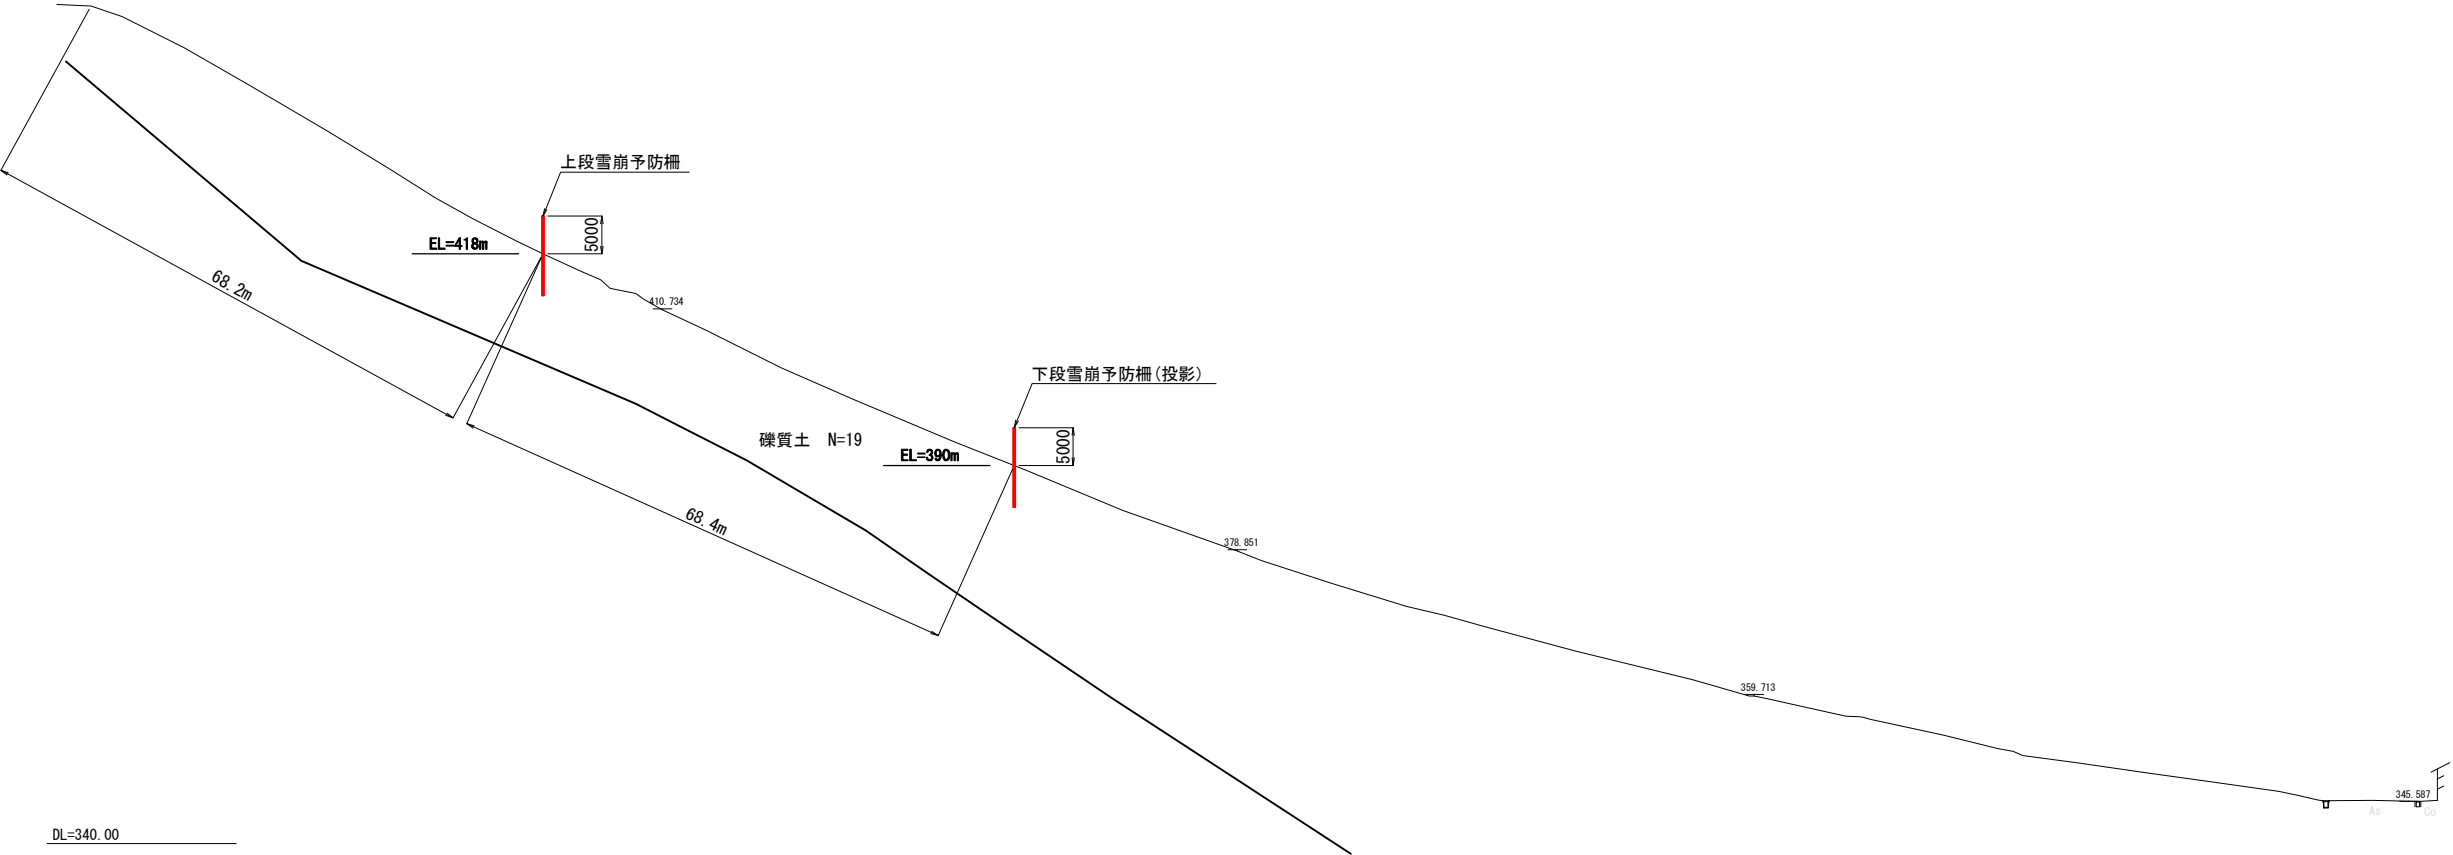 上段雪崩予防柵
5000
EL=418m
68.2m
410.734
下段雪崩予防柵(投影)
5000
礫質土　N=19
EL=390m
68.4m
378.851
359.713
345.587
As
Co
DL=340.00